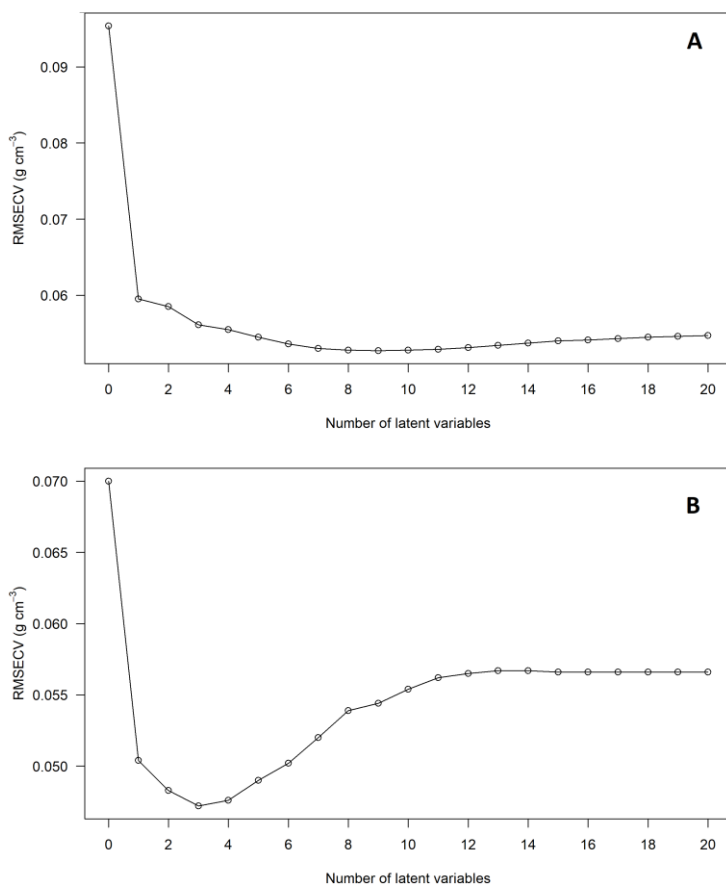 A
0.09
0.08
0.07
0.06
RMSECV (g cm⁻³)
0 2 4 6 8 10 12 14 16 18 20
Number of latent variables
B
0.070
0.065
0.060
0.055
0.050
RMSECV (g cm⁻³)
0 2 4 6 8 10 12 14 16 18 20
Number of latent variables